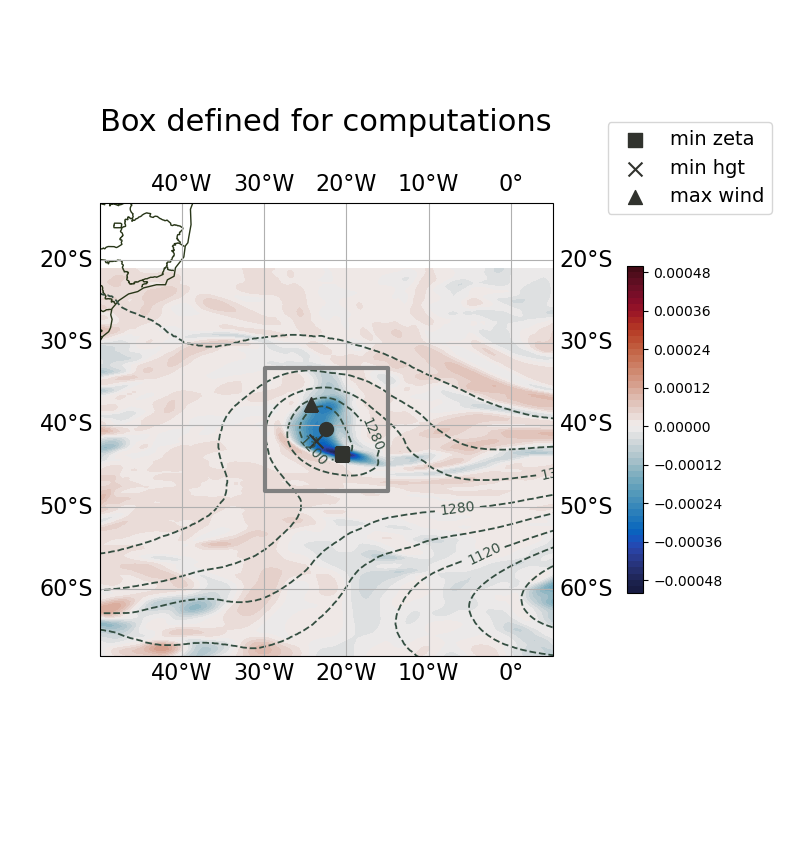 Box defined for computations
min zeta
min hgt
max wind
40°W 30°W 20°W 10°W 0°
20°S 20°S
30°S 30°S
40°S 40°S
50°S 50°S
60°S 60°S
40°W 30°W 20°W 10°W 0°
1280
1280
1120
0.00048
0.00036
0.00024
0.00012
0.00000
−0.00012
−0.00024
−0.00036
−0.00048